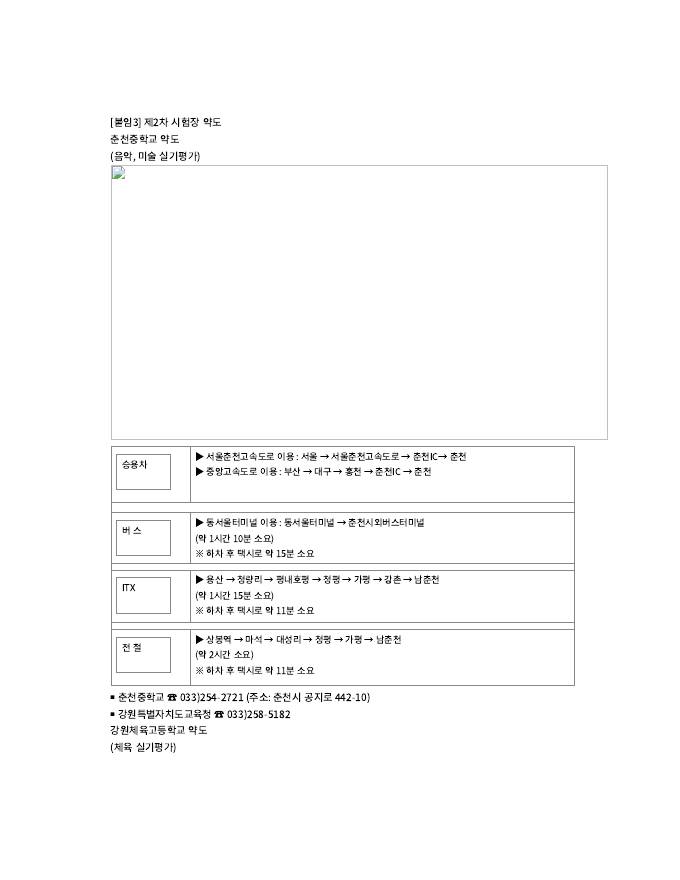 [붙임3] 제2차 시험장 약도
춘천중학교 약도
(음악, 미술 실기평가)
승용차
▶ 서울춘천고속도로 이용 : 서울 → 서울춘천고속도로 → 춘천IC → 춘천
▶ 중앙고속도로 이용 : 부산 → 대구 → 홍천 → 춘천IC → 춘천
버 스
▶ 동서울터미널 이용 : 동서울터미널 → 춘천시외버스터미널
(약 1시간 10분 소요)
※ 하차 후 택시로 약 15분 소요
ITX
▶ 용산 → 청량리 → 평내호평 → 청평 → 가평 → 강촌 → 남춘천
(약 1시간 15분 소요)
※ 하차 후 택시로 약 11분 소요
전 철
▶ 상봉역 → 마석 → 대성리 → 청평 → 가평 → 남춘천
(약 2시간 소요)
※ 하차 후 택시로 약 11분 소요
▪ 춘천중학교 ☎ 033)254-2721 (주소: 춘천시 공지로 442-10)
▪ 강원특별자치도교육청 ☎ 033)258-5182
강원체육고등학교 약도
(체육 실기평가)